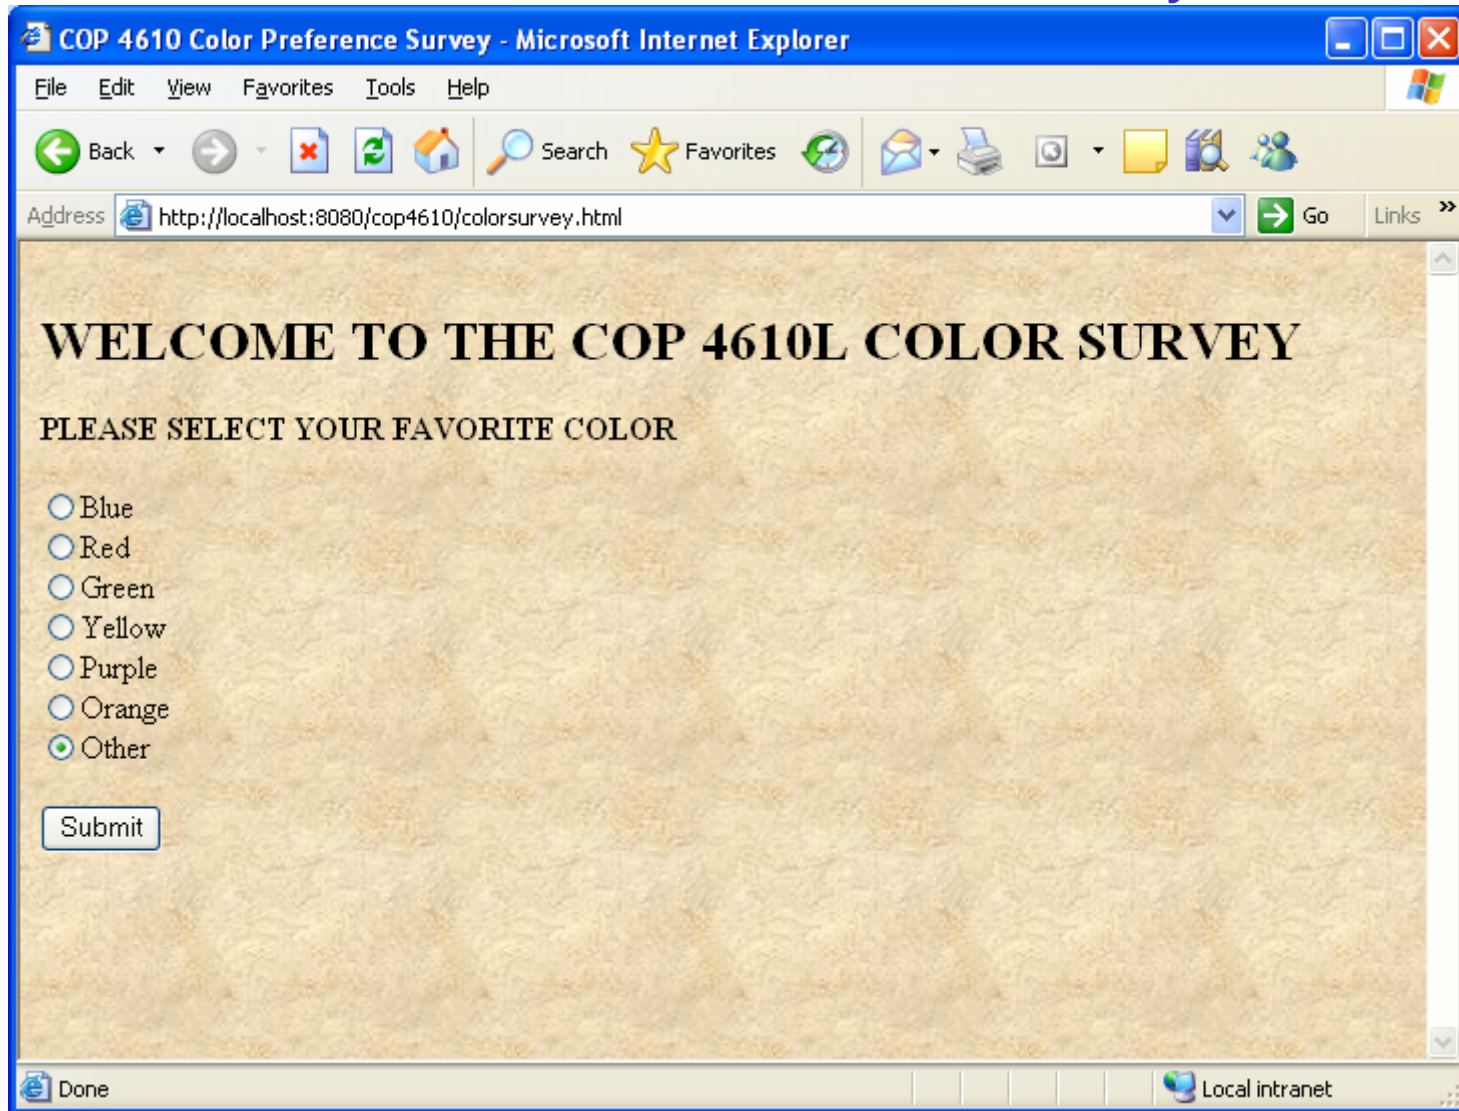 COP 4610 Color Preference Survey - Microsoft Internet Explorer
File Edit View Favorites Tools Help
Back Search Favorites
Address http://localhost:8080/cop4610/colorsurvey.html Go Links »
WELCOME TO THE COP 4610L COLOR SURVEY
PLEASE SELECT YOUR FAVORITE COLOR
Blue
Red
Green
Yellow
Purple
Orange
Other
Submit
Done Local intranet